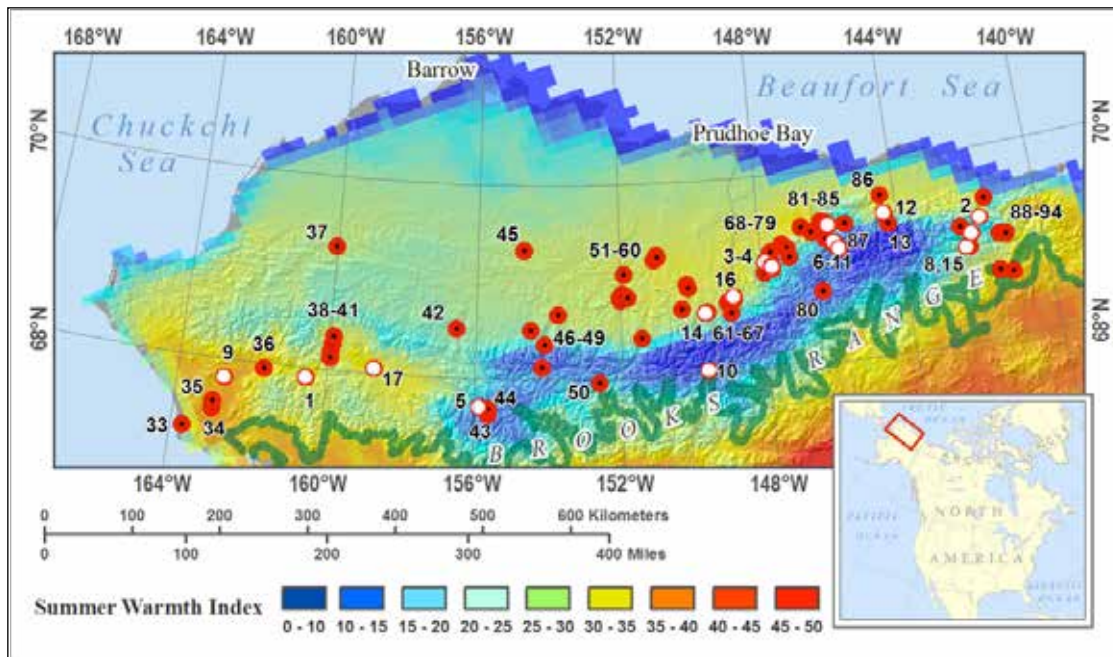 168°W 164°W 160°W 156°W 152°W 148°W 144°W 140°W
Barrow
Beaufort Sea
Chuckchi
Sea
Prudhoe Bay
70°N
70°N
86
81-85
12
2
88-94
37
45
68-79
51-60
3-4
87
13
6-11
8,15
16
38-41
42
80
68°N
68°N
46-49
14
61-67
9
36
10
35
17
50
1
5
44
33
34
43
BROOKS RANGE
164°W 160°W 156°W 152°W 148°W
0 100 200 300 400 500 600 Kilometers
0 100 200 300 400 Miles
NORTH
AMERICA
Pacific
Ocean
Summer Warmth Index
0 - 10 10 - 15 15 - 20 20 - 25 25 - 30 30 - 35 35 - 40 40 - 45 45 - 50